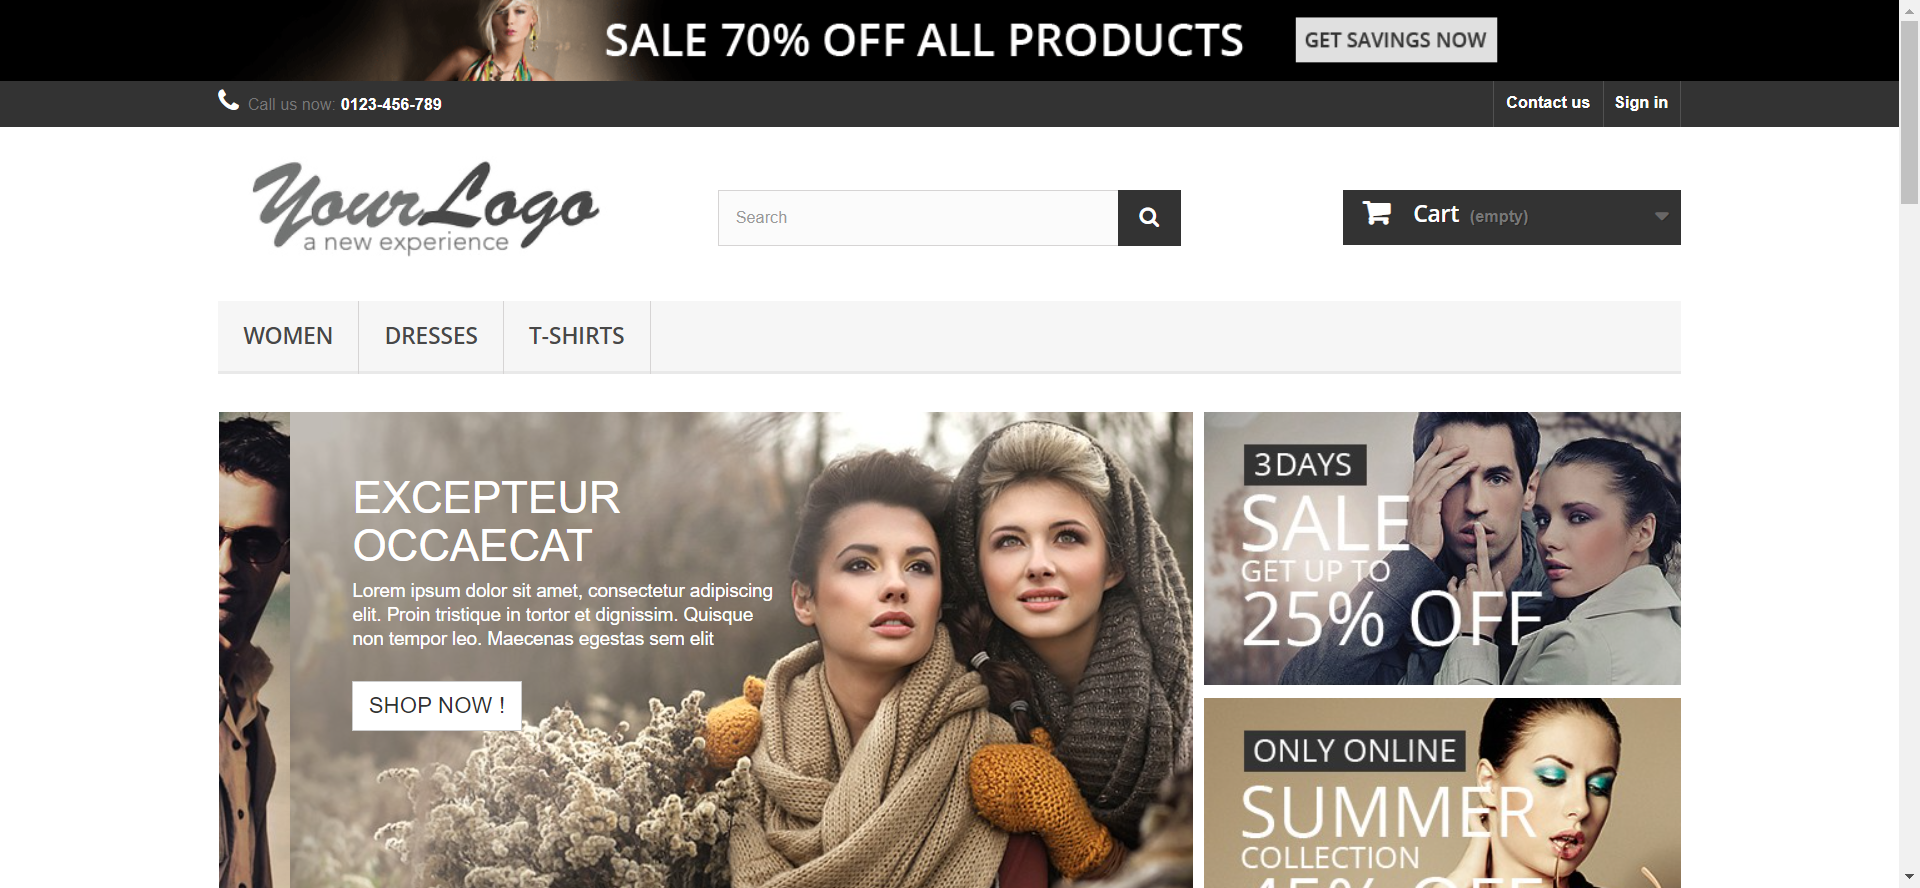 SALE 70% OFF ALL PRODUCTS
GET SAVINGS NOW
Call us now: 0123-456-789
Contact us
Sign in
YourLogo
a new experience
Search
Cart (empty)
WOMEN
DRESSES
T-SHIRTS
EXCEPTEUR
OCCAECAT
Lorem ipsum dolor sit amet, consectetur adipiscing
elit. Proin tristique in tortor et dignissim. Quisque
non tempor leo. Maecenas egestas sem elit
SHOP NOW !
3 DAYS
SALE
GET UP TO
25% OFF
ONLY ONLINE
SUMMER
COLLECTION
45% OFF